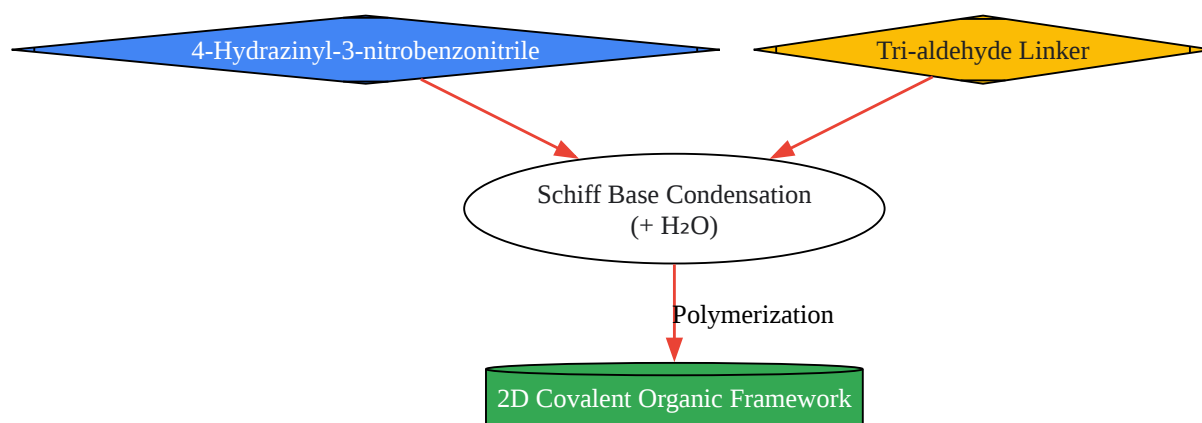 4-Hydrazinyl-3-nitrobenzonitrile
Tri-aldehyde Linker
Schiff Base Condensation
(+ H₂O)
Polymerization
2D Covalent Organic Framework